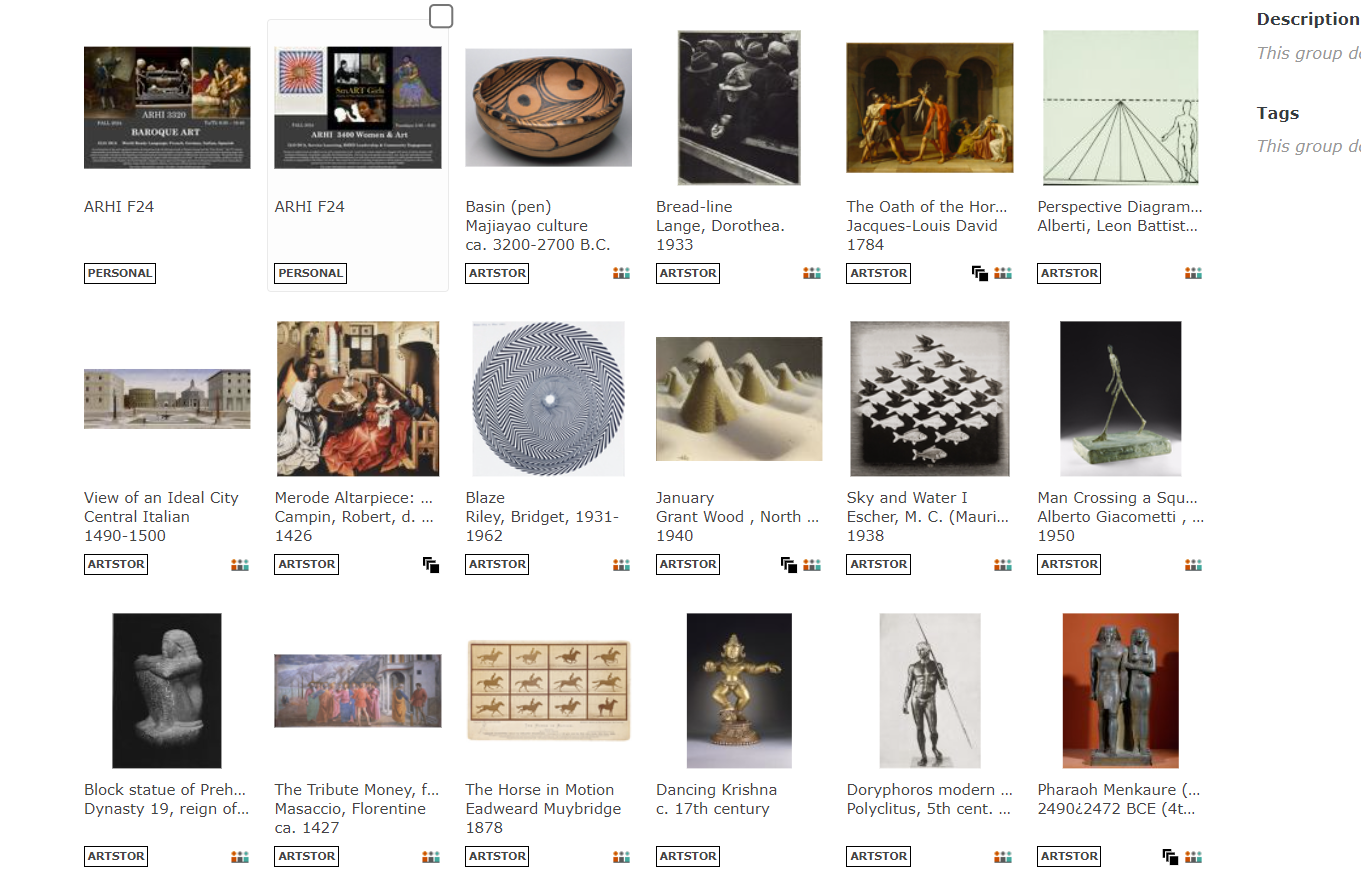 Description
This group d
Tags
This group d
ARHI 3320
FALL 2024
BAROQUE ART
SmART Girls
FALL 2024
ARHI 3400 Women & Art
ARHI F24
PERSONAL
ARHI F24
PERSONAL
Basin (pen)
Majiayao culture
ca. 3200-2700 B.C.
ARTSTOR
Bread-line
Lange, Dorothea.
1933
ARTSTOR
The Oath of the Hor...
Jacques-Louis David
1784
ARTSTOR
Perspective Diagram...
Alberti, Leon Battist...
ARTSTOR
View of an Ideal City
Central Italian
1490-1500
ARTSTOR
Merode Altarpiece: ...
Campin, Robert, d. ...
1426
ARTSTOR
Blaze
Riley, Bridget, 1931-
1962
ARTSTOR
January
Grant Wood , North ...
1940
ARTSTOR
Sky and Water I
Escher, M. C. (Mauri...
1938
ARTSTOR
Man Crossing a Squ...
Alberto Giacometti , ...
1950
ARTSTOR
Block statue of Preh...
Dynasty 19, reign of...
ARTSTOR
The Tribute Money, f...
Masaccio, Florentine
ca. 1427
ARTSTOR
The Horse in Motion
Eadweard Muybridge
1878
ARTSTOR
Dancing Krishna
c. 17th century
ARTSTOR
Doryphoros modern ...
Polyclitus, 5th cent. ...
ARTSTOR
Pharaoh Menkaure (...
2490¿2472 BCE (4t...
ARTSTOR